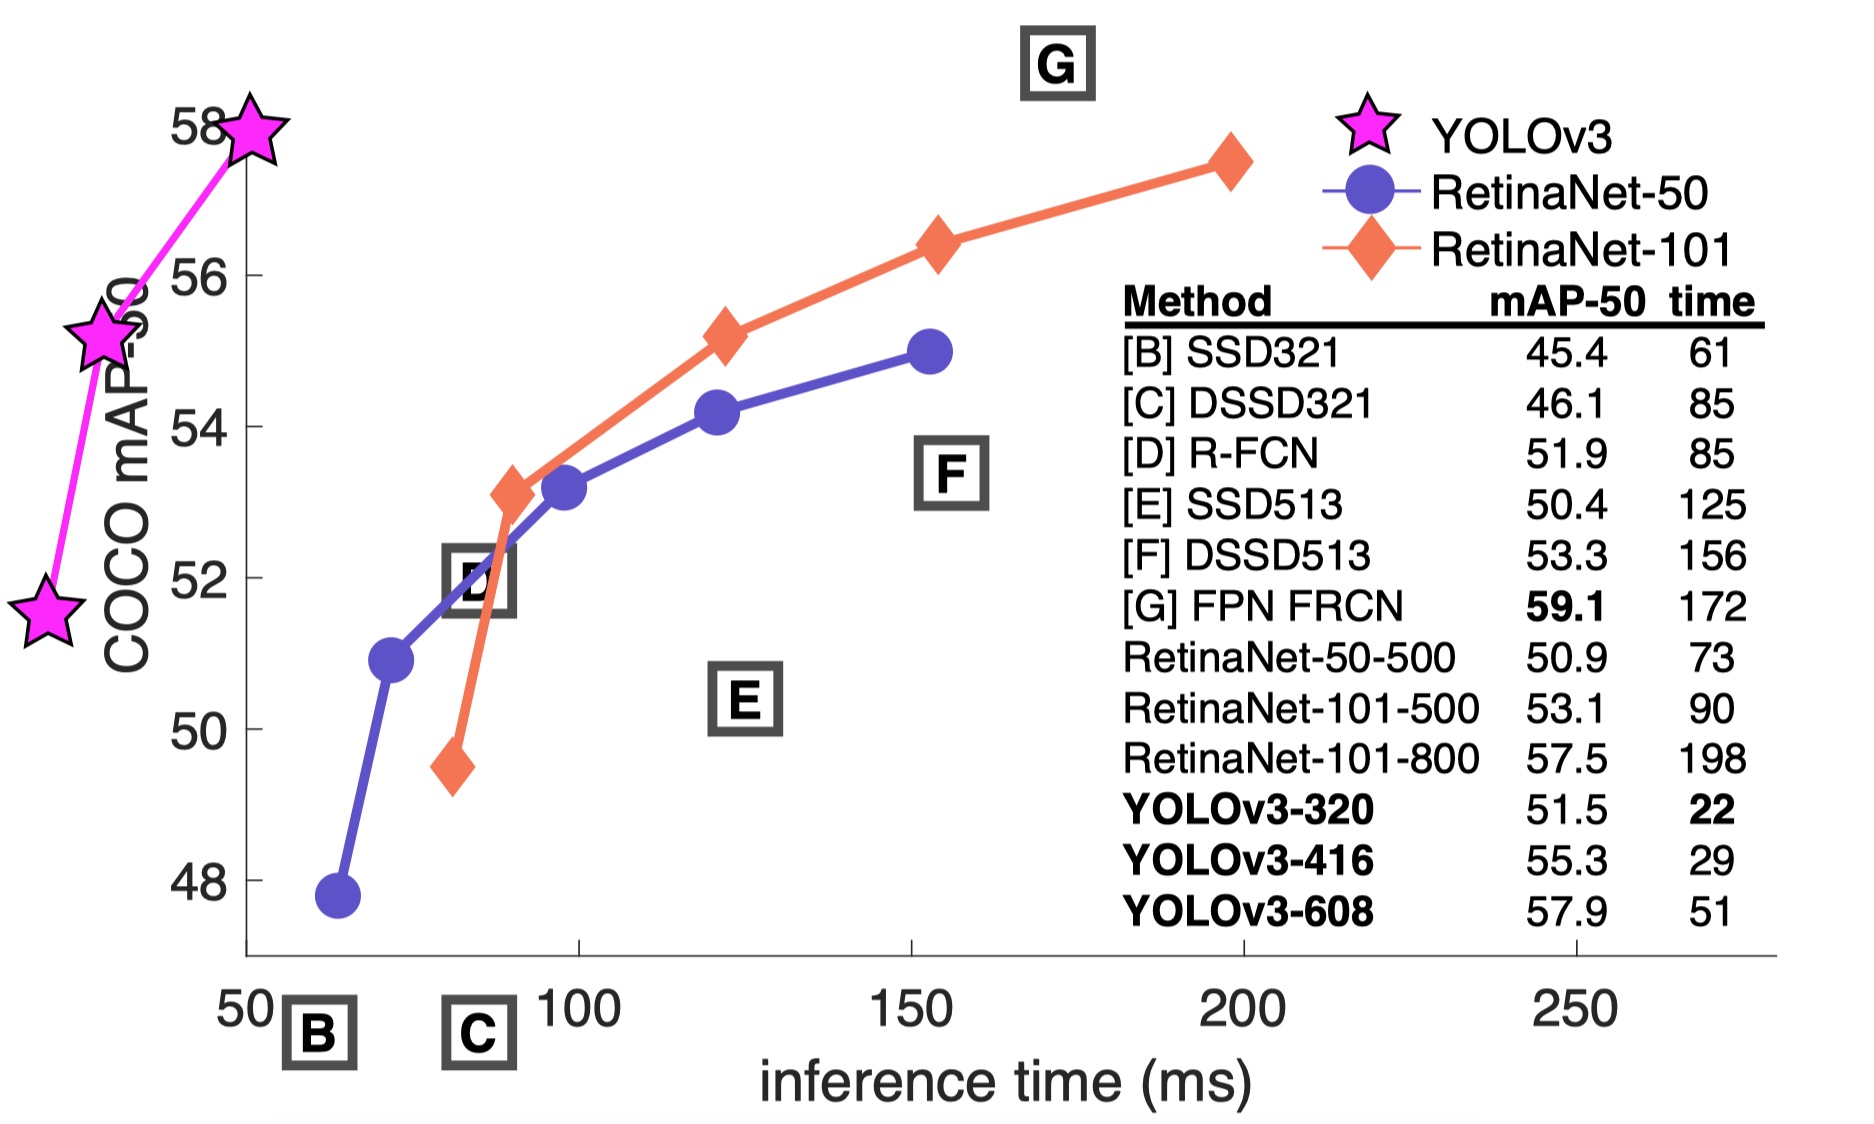 G
58
56
54
52
50
48
COCO mAP-50
D
E
F
B
C
50 100 150 200 250
inference time (ms)
YOLOv3
RetinaNet-50
RetinaNet-101
Method mAP-50 time
[B] SSD321 45.4 61
[C] DSSD321 46.1 85
[D] R-FCN 51.9 85
[E] SSD513 50.4 125
[F] DSSD513 53.3 156
[G] FPN FRCN 59.1 172
RetinaNet-50-500 50.9 73
RetinaNet-101-500 53.1 90
RetinaNet-101-800 57.5 198
YOLOv3-320 51.5 22
YOLOv3-416 55.3 29
YOLOv3-608 57.9 51